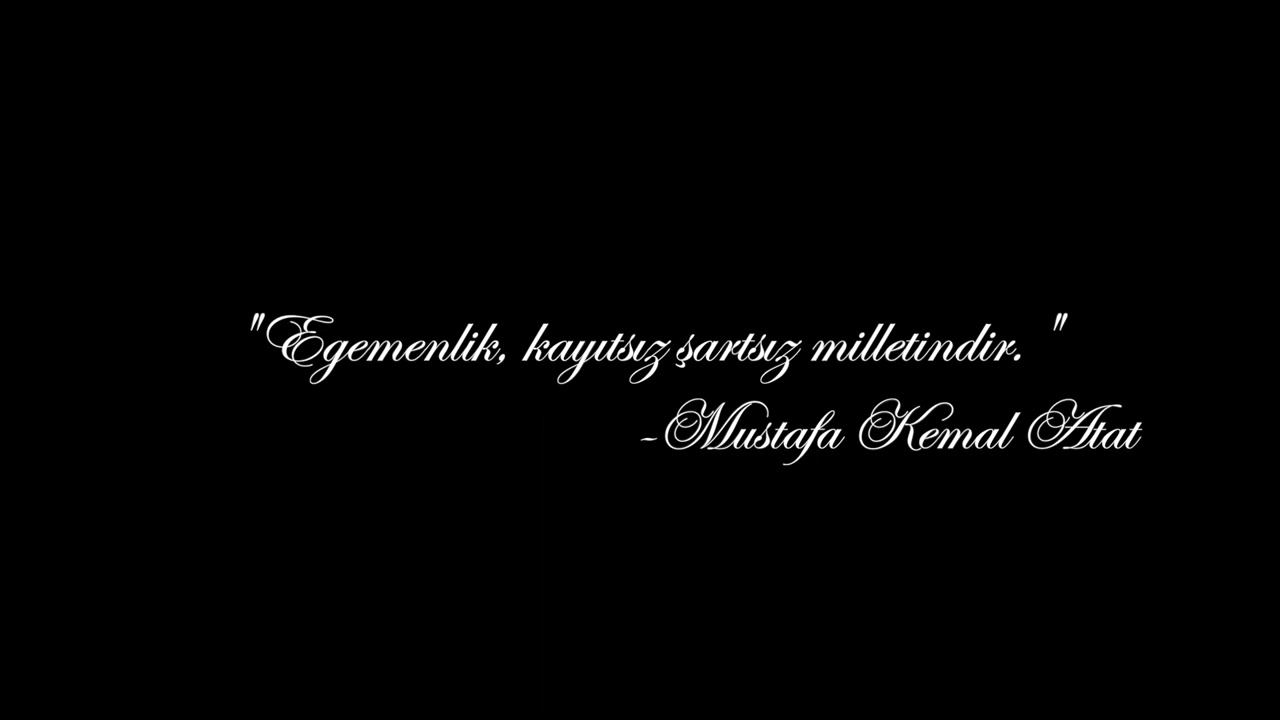 "Egemenlik, kayıtsız şartsız milletindir."
-Mustafa Kemal Atat